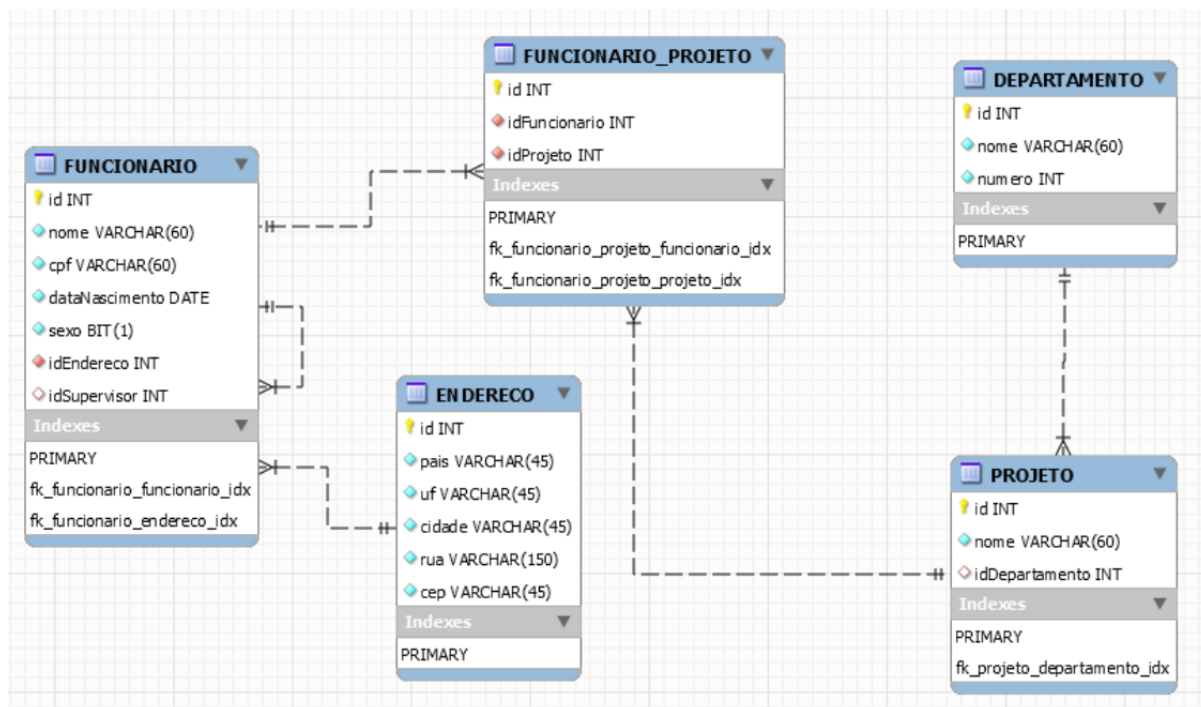 FUNCIONARIO
id INT
nome VARCHAR(60)
cpf VARCHAR(60)
dataNascimento DATE
sexo BIT(1)
idEndereco INT
idSupervisor INT
Indexes
PRIMARY
fk_funcionario_funcionario_idx
fk_funcionario_endereco_idx
FUNCIONARIO_PROJETO
id INT
idFuncionario INT
idProjeto INT
Indexes
PRIMARY
fk_funcionario_projeto_funcionario_idx
fk_funcionario_projeto_projeto_idx
ENDERECO
id INT
pais VARCHAR(45)
uf VARCHAR(45)
cidade VARCHAR(45)
rua VARCHAR(150)
cep VARCHAR(45)
Indexes
PRIMARY
DEPARTAMENTO
id INT
nome VARCHAR(60)
numero INT
Indexes
PRIMARY
PROJETO
id INT
nome VARCHAR(60)
idDepartamento INT
Indexes
PRIMARY
fk_projeto_departamento_idx